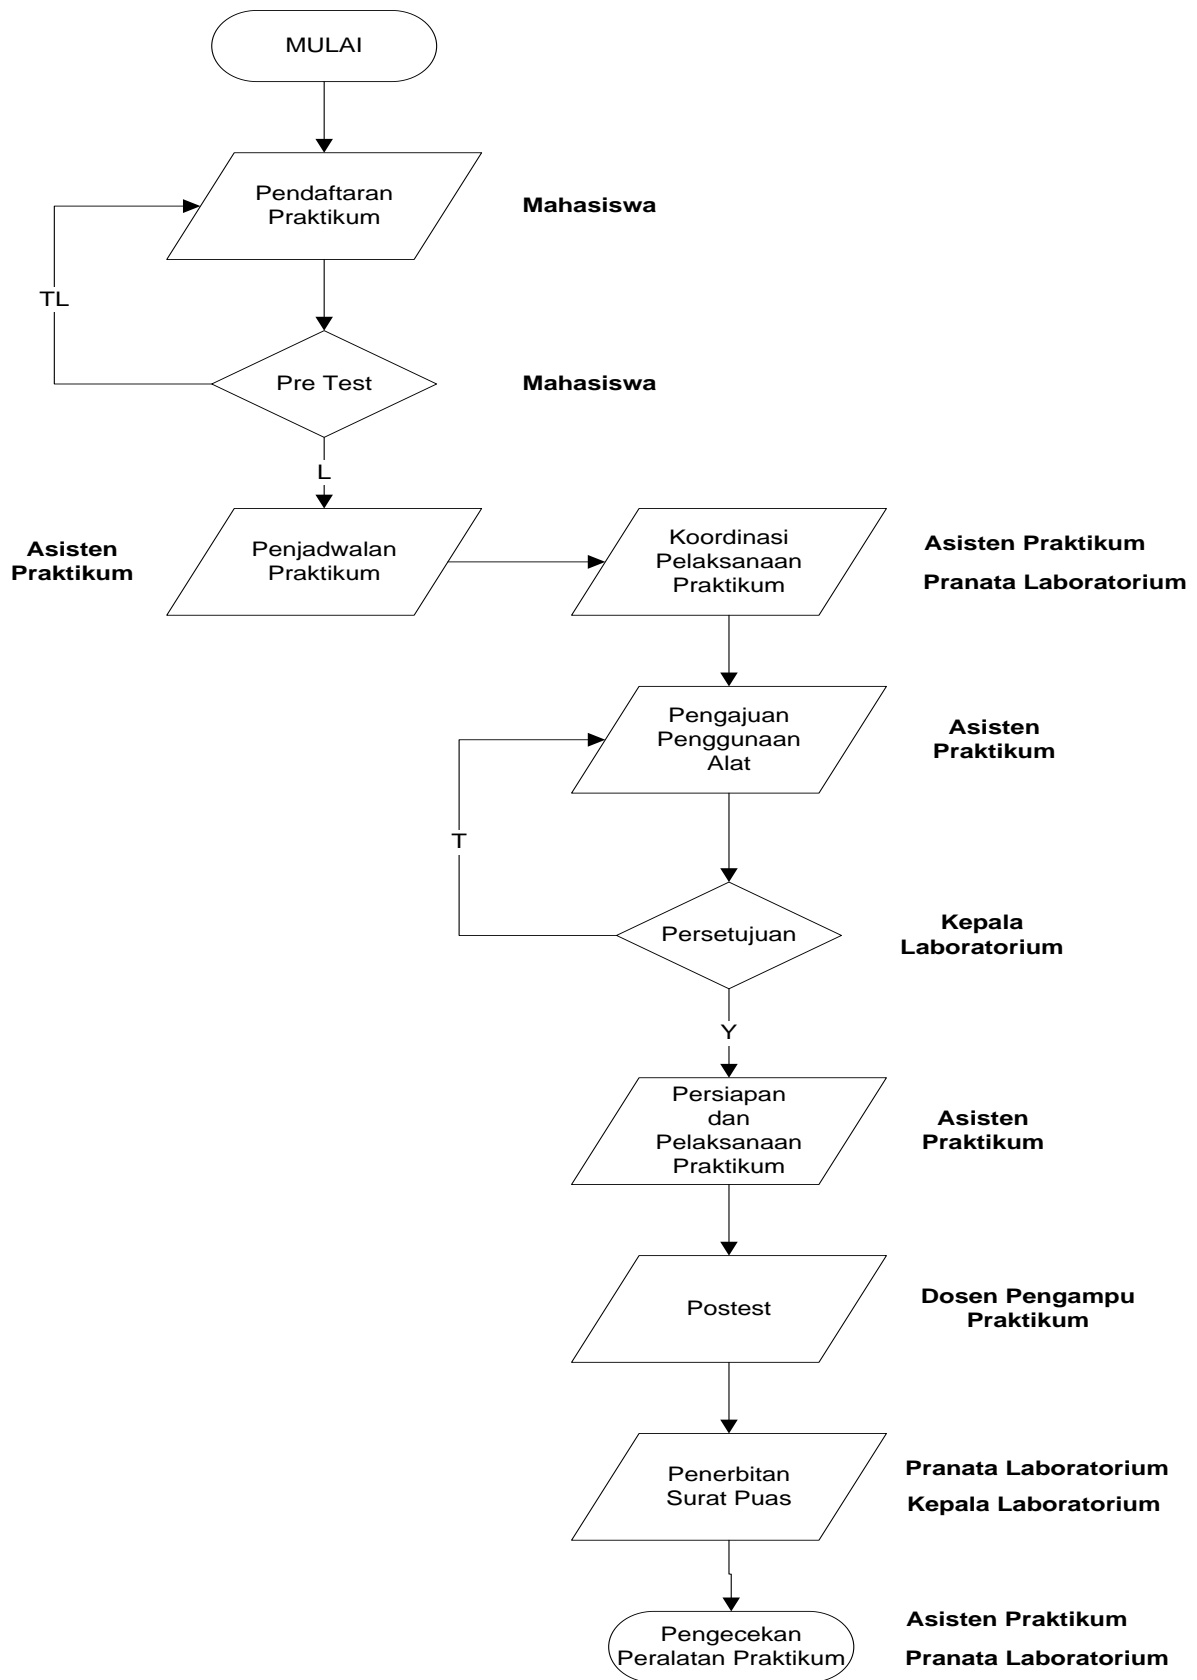 MULAI
Pendaftaran
Praktikum
Mahasiswa
TL
Pre Test
Mahasiswa
L
Asisten
Praktikum
Penjadwalan
Praktikum
Koordinasi
Pelaksanaan
Praktikum
Asisten Praktikum
Pranata Laboratorium
Pengajuan
Penggunaan
Alat
Asisten
Praktikum
T
Persetujuan
Kepala
Laboratorium
Y
Persiapan
dan
Pelaksanaan
Praktikum
Asisten
Praktikum
Postest
Dosen Pengampu
Praktikum
Penerbitan
Surat Puas
Pranata Laboratorium
Kepala Laboratorium
Pengecekan
Peralatan Praktikum
Asisten Praktikum
Pranata Laboratorium